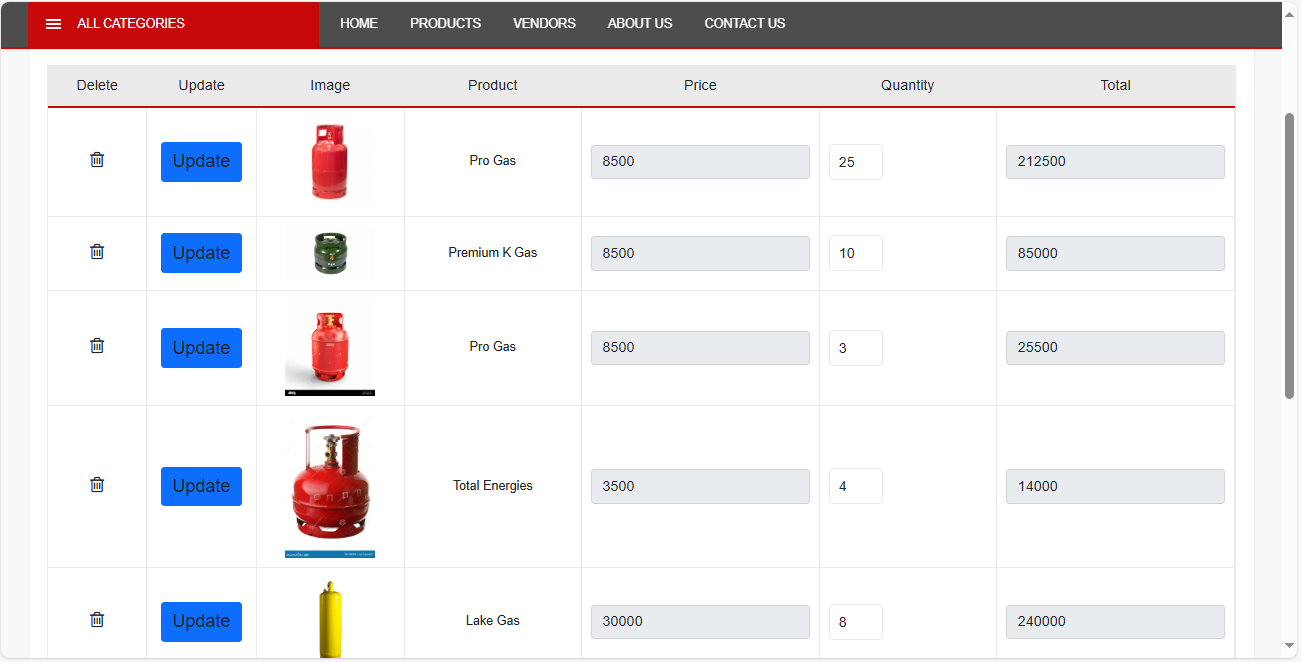 ALL CATEGORIES HOME PRODUCTS VENDORS ABOUT US CONTACT US
Delete Update Image Product Price Quantity Total
Update Pro Gas 8500 25 212500
Update Premium K Gas 8500 10 85000
Update Pro Gas 8500 3 25500
Update Total Energies 3500 4 14000
Update Lake Gas 30000 8 240000